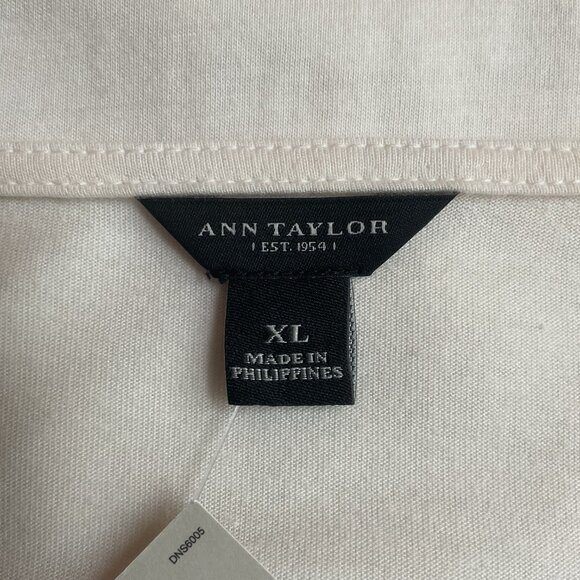 ANN TAYLOR
EST. 1954
XL
MADE IN
PHILIPPINES
DNS6005